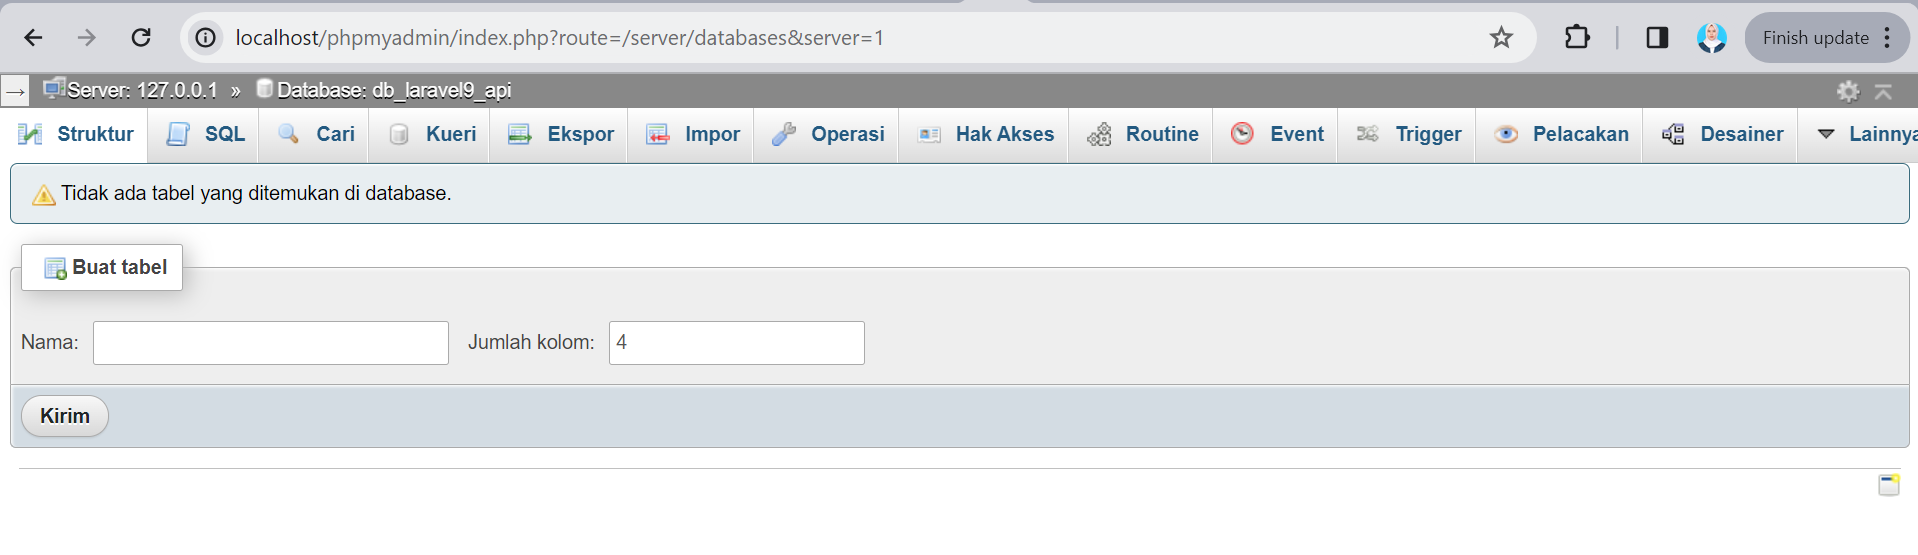 localhost/phpmyadmin/index.php?route=/server/databases&server=1
Finish update
Server: 127.0.0.1 » Database: db_laravel9_api
Struktur SQL Cari Kueri Ekspor Impor Operasi Hak Akses Routine Event Trigger Pelacakan Desainer Lainnya
Tidak ada tabel yang ditemukan di database.
Buat tabel
Nama: Jumlah kolom: 4
Kirim